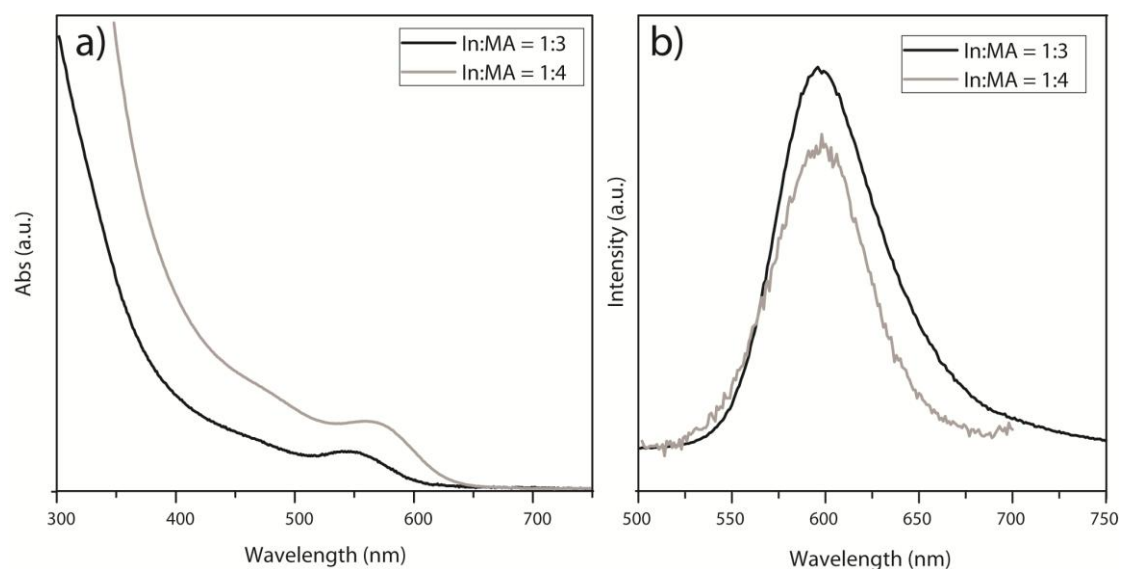 a)
In:MA = 1:3
In:MA = 1:4
Abs (a.u.)
300 400 500 600 700
Wavelength (nm)
b)
In:MA = 1:3
In:MA = 1:4
Intensity (a.u.)
500 550 600 650 700 750
Wavelength (nm)